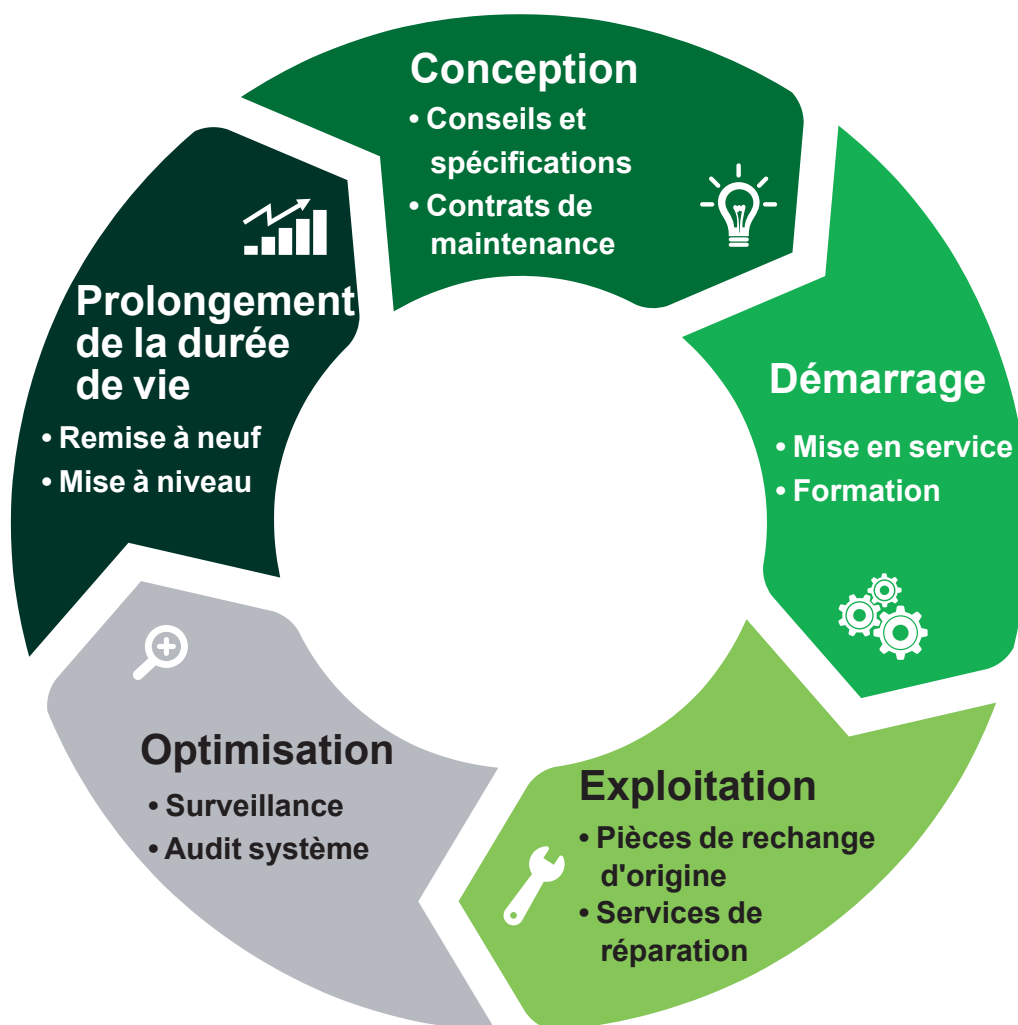 Conception
• Conseils et
spécifications
• Contrats de
maintenance
Démarrage
• Mise en service
• Formation
Exploitation
• Pièces de rechange
d'origine
• Services de
réparation
Optimisation
• Surveillance
• Audit système
Prolongement
de la durée
de vie
• Remise à neuf
• Mise à niveau